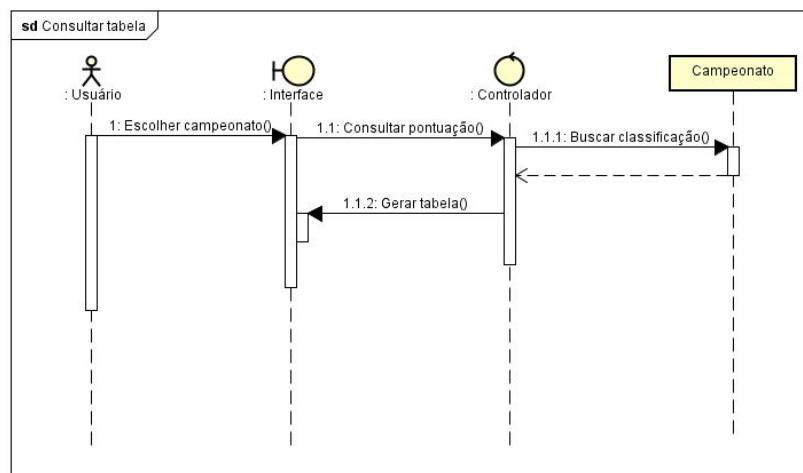 sd Consultar tabela
: Usuário
: Interface
: Controlador
Campeonato
1: Escolher campeonato()
1.1: Consultar pontuação()
1.1.1: Buscar classificação()
1.1.2: Gerar tabela()